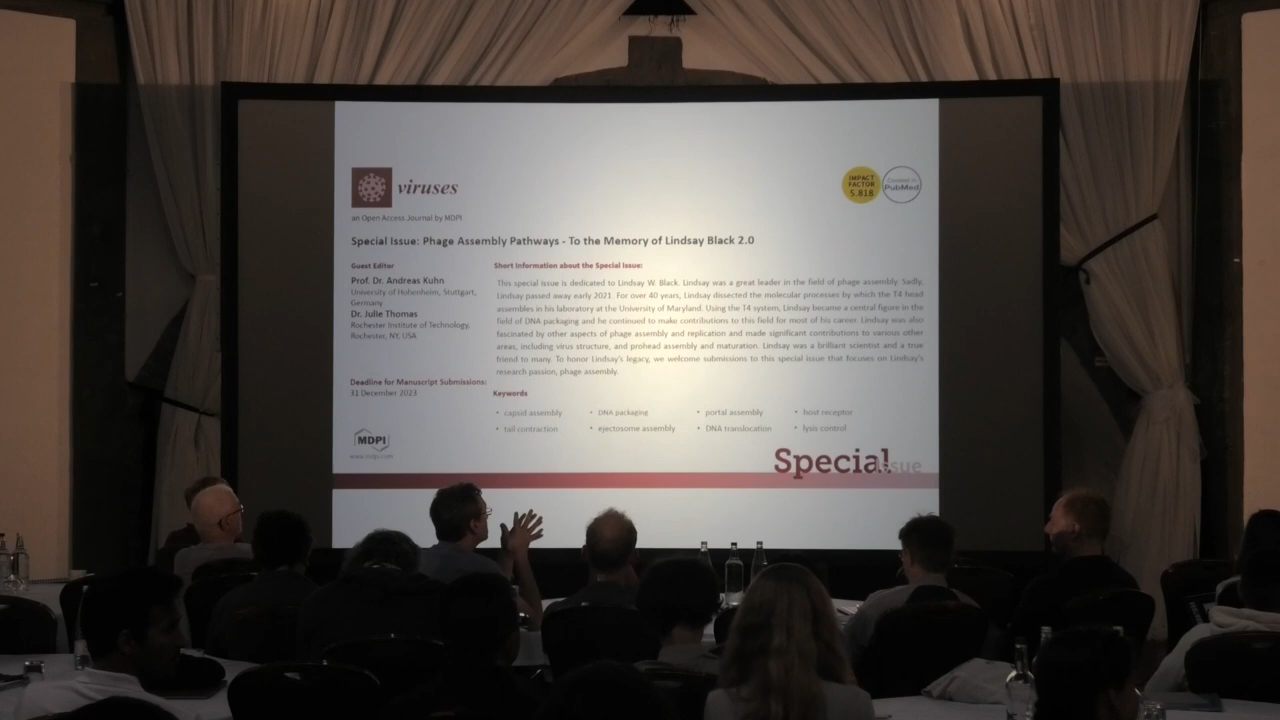 viruses
an Open Access Journal by MDPI
IMPACT
FACTOR
5.818
PubMed
Special Issue: Phage Assembly Pathways - To the Memory of Lindsay Black 2.0
Guest Editor
Prof. Dr. Andreas Kuhn
University of Hohenheim, Stuttgart,
Germany
Dr. Julie Thomas
Rochester Institute of Technology,
Rochester, NY, USA
Deadline for Manuscript Submissions:
31 December 2023
Short Information about the Special Issue:
This special issue is dedicated to Lindsay W. Black. Lindsay was a great leader in the field of phage assembly. Sadly,
Lindsay passed away early 2021. For over 40 years, Lindsay dissected the molecular processes by which the T4 head
assembles in his laboratory at the University of Maryland. Using the T4 system, Lindsay became a central figure in the
field of DNA packaging and he continued to make contributions to this field for most of his career. Lindsay was also
fascinated by other aspects of phage assembly and replication and made significant contributions to various other
areas, including virus structure, and prohead assembly and maturation. Lindsay was a brilliant scientist and a true
friend to many. To honor Lindsay's legacy, we welcome submissions to this special issue that focuses on Lindsay's
research passion, phage assembly.
Keywords
• capsid assembly • DNA packaging • portal assembly • host receptor
• tail contraction • ejectosome assembly • DNA translocation • lysis control
MDPI
www.mdpi.com
Special Issue